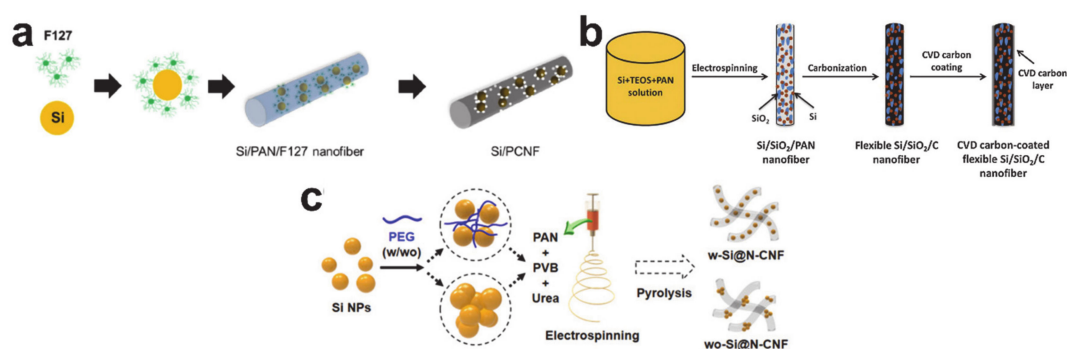 a
F127
Si
Si/PAN/F127 nanofiber
Si/PCNF
b
Si+TEOS+PAN
solution
Electrospinning
SiO2
Si
Si/SiO2/PAN
nanofiber
Carbonization
Flexible Si/SiO2/C
nanofiber
CVD carbon
coating
CVD carbon
layer
CVD carbon-coated
flexible Si/SiO2/C
nanofiber
c
Si NPs
PEG
(w/wo)
PAN
+
PVB
+
Urea
Electrospinning
Pyrolysis
w-Si@N-CNF
wo-Si@N-CNF